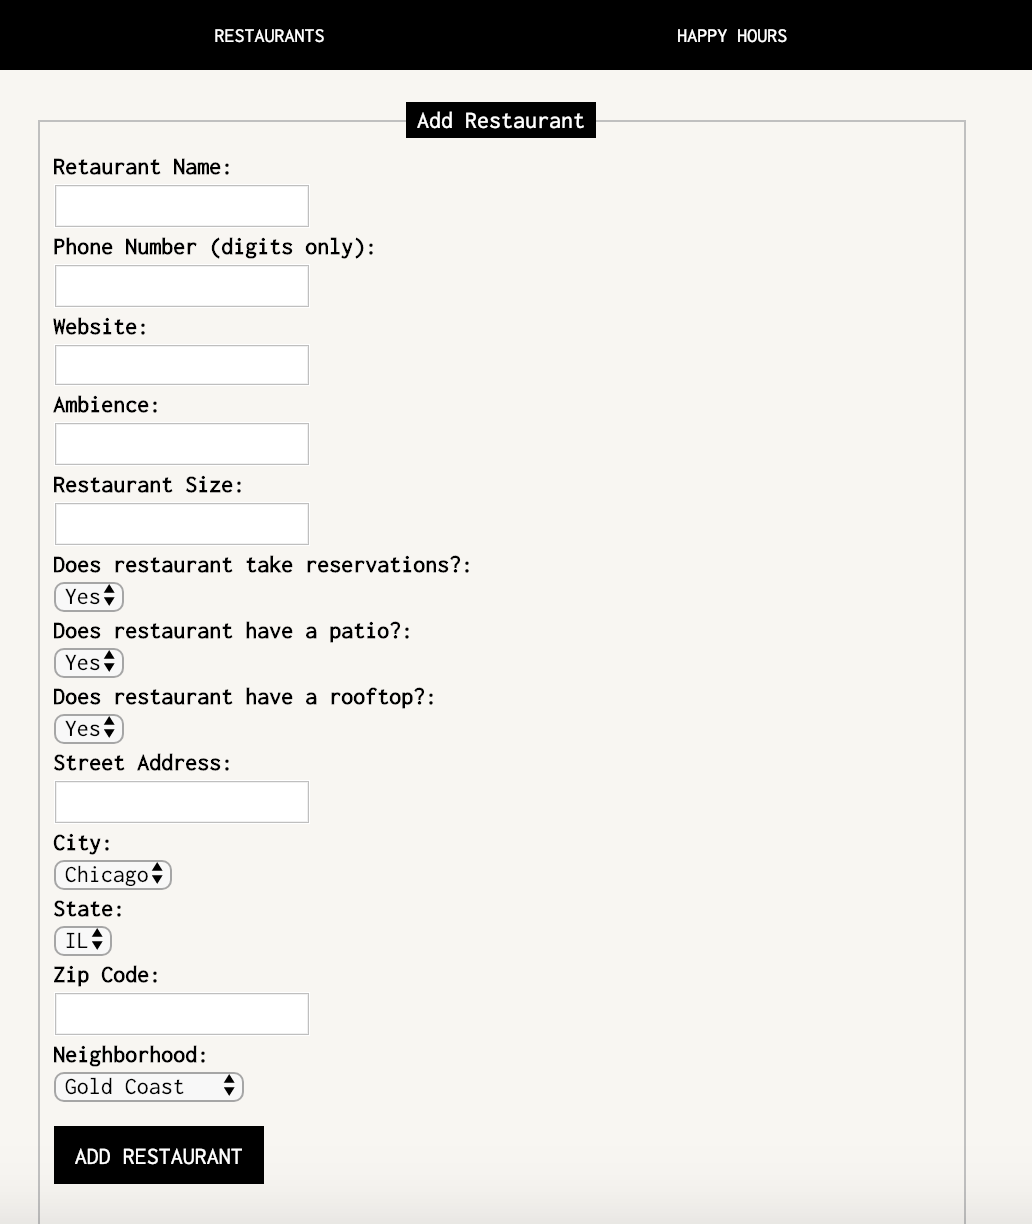 RESTAURANTS HAPPY HOURS
Add Restaurant
Retaurant Name:
Phone Number (digits only):
Website:
Ambience:
Restaurant Size:
Does restaurant take reservations?:
Yes
Does restaurant have a patio?:
Yes
Does restaurant have a rooftop?:
Yes
Street Address:
City:
Chicago
State:
IL
Zip Code:
Neighborhood:
Gold Coast
ADD RESTAURANT